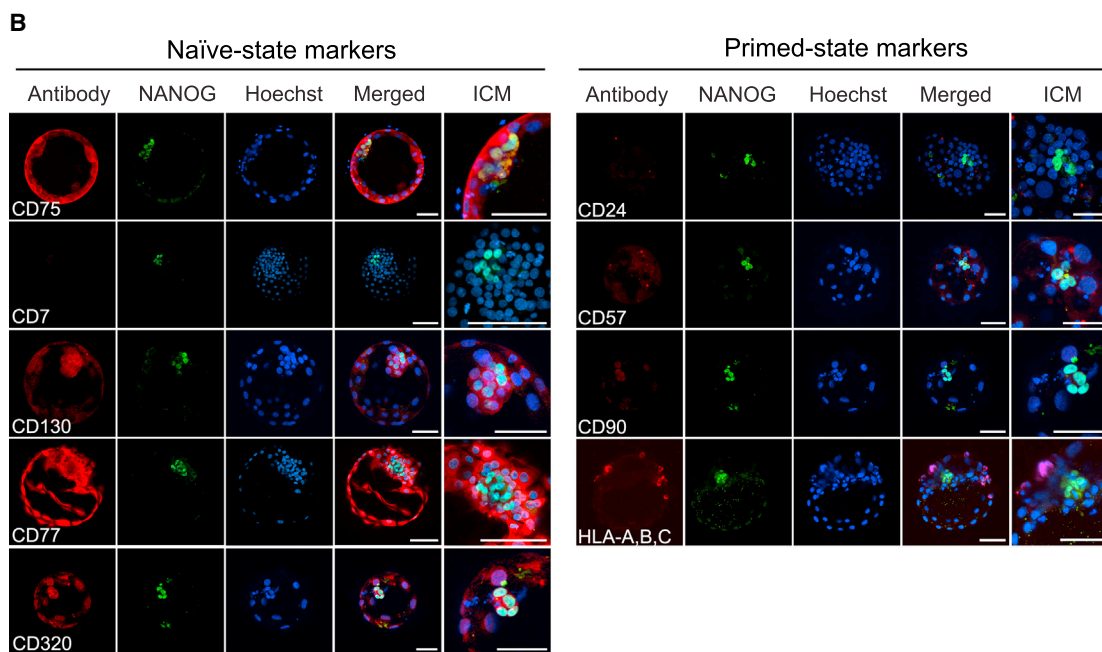 B
Naïve-state markers
Primed-state markers
Antibody NANOG Hoechst Merged ICM
Antibody NANOG Hoechst Merged ICM
CD75
CD24
CD7
CD57
CD130
CD90
CD77
HLA-A,B,C
CD320